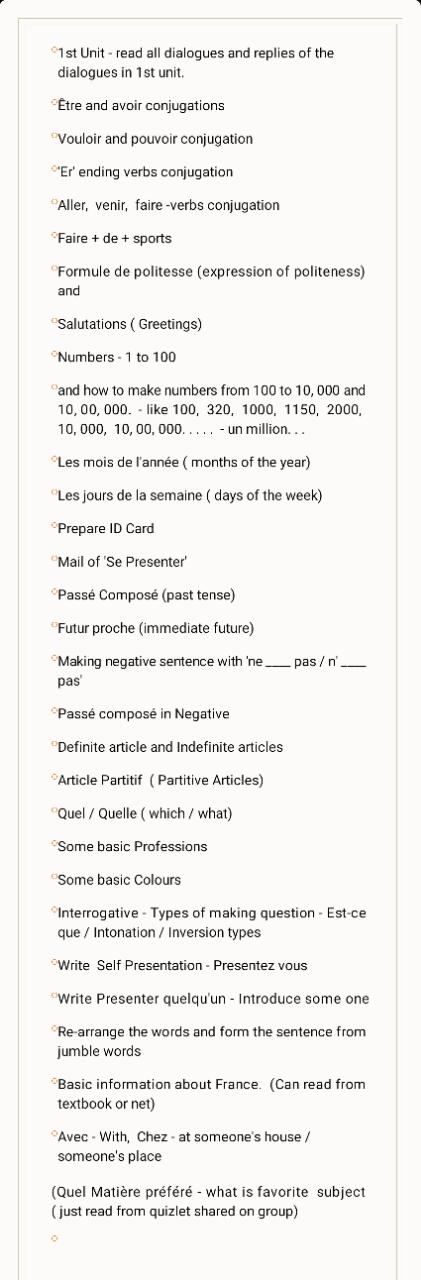 1st Unit - read all dialogues and replies of the
dialogues in 1st unit.
Être and avoir conjugations
Vouloir and pouvoir conjugation
'Er' ending verbs conjugation
Aller, venir, faire -verbs conjugation
Faire + de + sports
Formule de politesse (expression of politeness)
and
Salutations ( Greetings)
Numbers - 1 to 100
and how to make numbers from 100 to 10, 000 and
10, 00, 000. - like 100, 320, 1000, 1150, 2000,
10, 000, 10, 00, 000. . . . . - un million. . .
Les mois de l'année ( months of the year)
Les jours de la semaine ( days of the week)
Prepare ID Card
Mail of 'Se Presenter'
Passé Composé (past tense)
Futur proche (immediate future)
Making negative sentence with 'ne ____ pas / n' ____
pas'
Passé composé in Negative
Definite article and Indefinite articles
Article Partitif ( Partitive Articles)
Quel / Quelle ( which / what)
Some basic Professions
Some basic Colours
Interrogative - Types of making question - Est-ce
que / Intonation / Inversion types
Write Self Presentation - Presentez vous
Write Presenter quelqu'un - Introduce some one
Re-arrange the words and form the sentence from
jumble words
Basic information about France. (Can read from
textbook or net)
Avec - With, Chez - at someone's house /
someone's place
(Quel Matière préféré - what is favorite subject
( just read from quizlet shared on group)